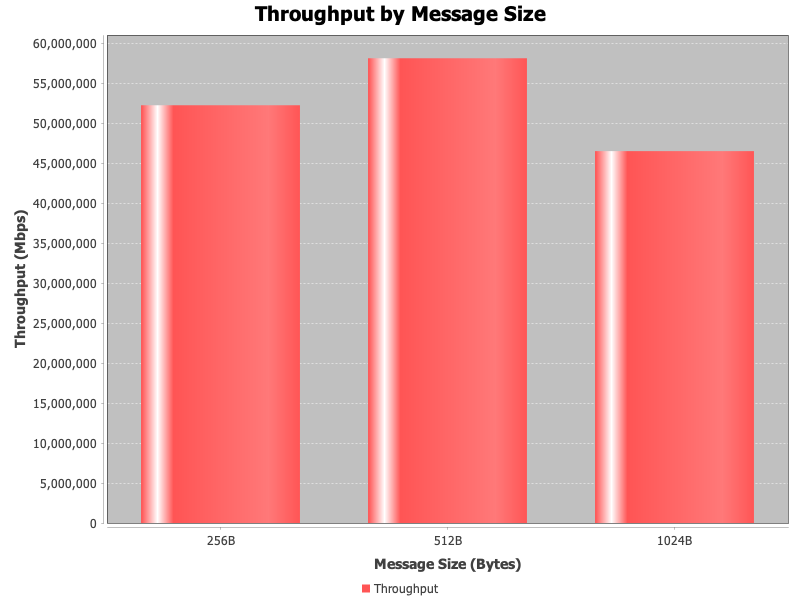 Throughput by Message Size
60,000,000
55,000,000
50,000,000
45,000,000
40,000,000
35,000,000
30,000,000
25,000,000
20,000,000
15,000,000
10,000,000
5,000,000
0
Throughput (Mbps)
256B
512B
1024B
Message Size (Bytes)
Throughput